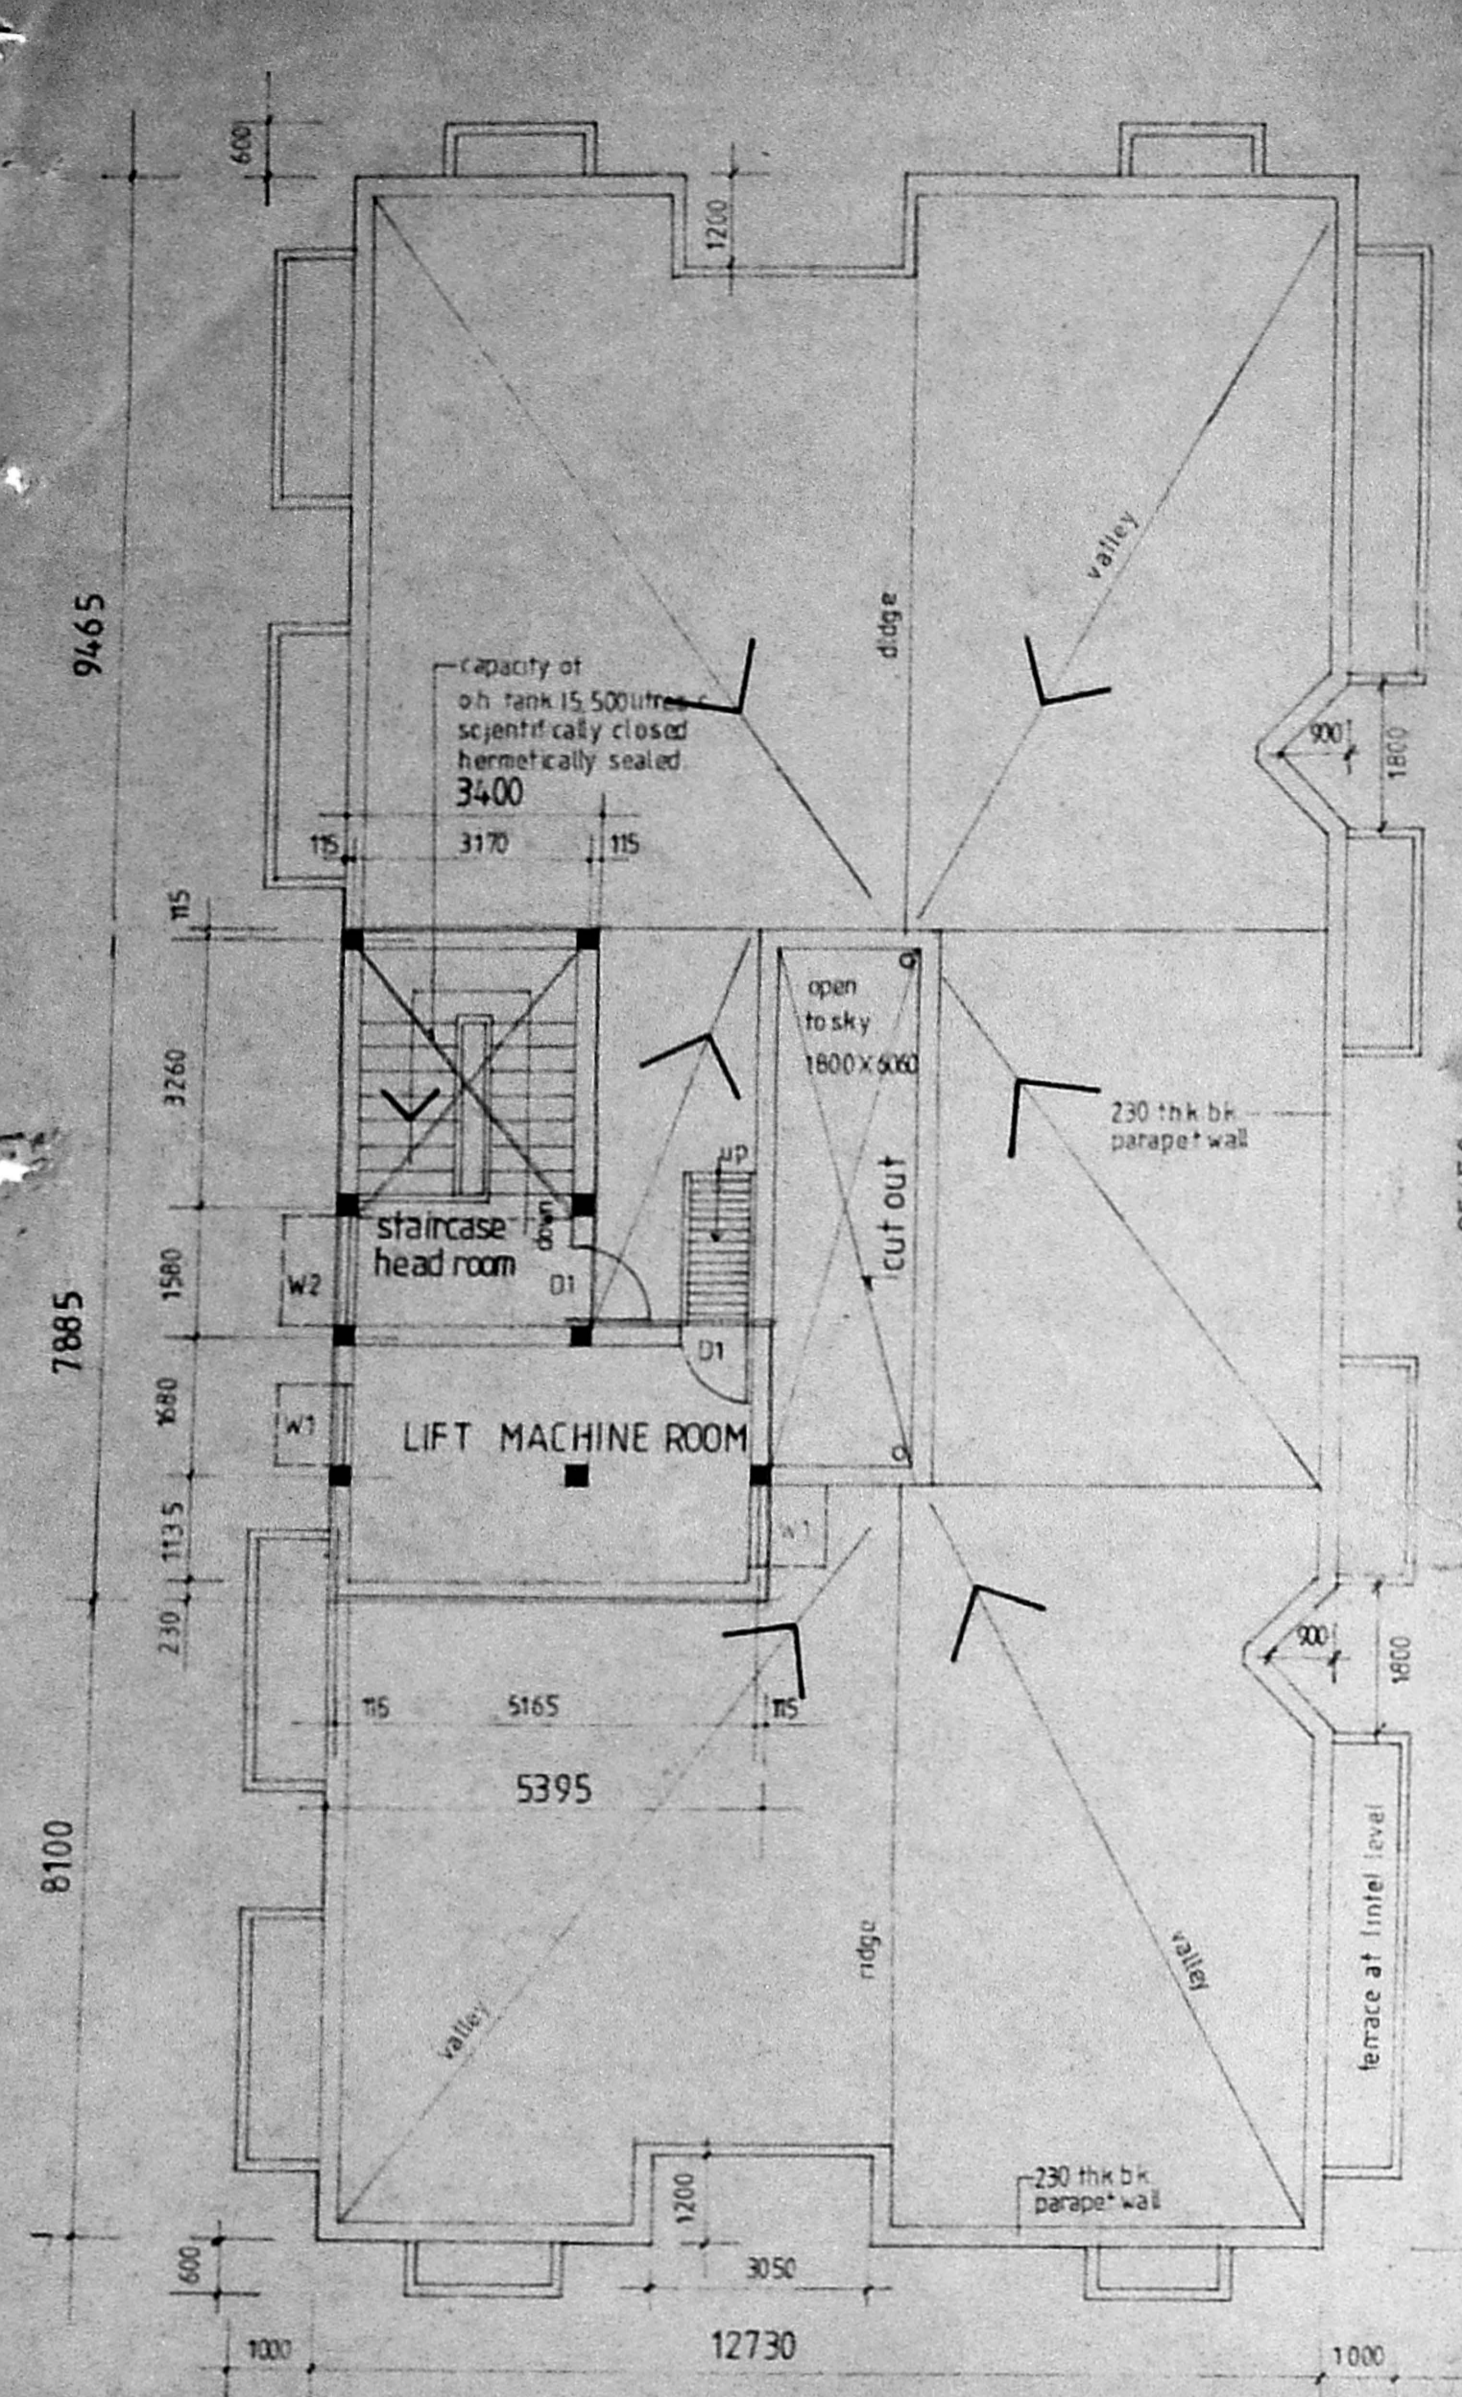 600
1200
9465
valley
didge
capacity of
oh tank 15,500 litres
scientifically closed
hermetically sealed
3400
115
3170
115
900
1800
115
3260
open
to sky
1800X6060
230 thk bk
parapet wall
up
cut out
staircase
head room
down
W2
D1
1580
7885
D1
W1
1680
LIFT MACHINE ROOM
1135
W1
230
900
1800
115
5165
115
5395
8100
ridge
valley
valley
terrace at lintel level
1200
230 thk bk
parapet wall
600
3050
1000
12730
1000